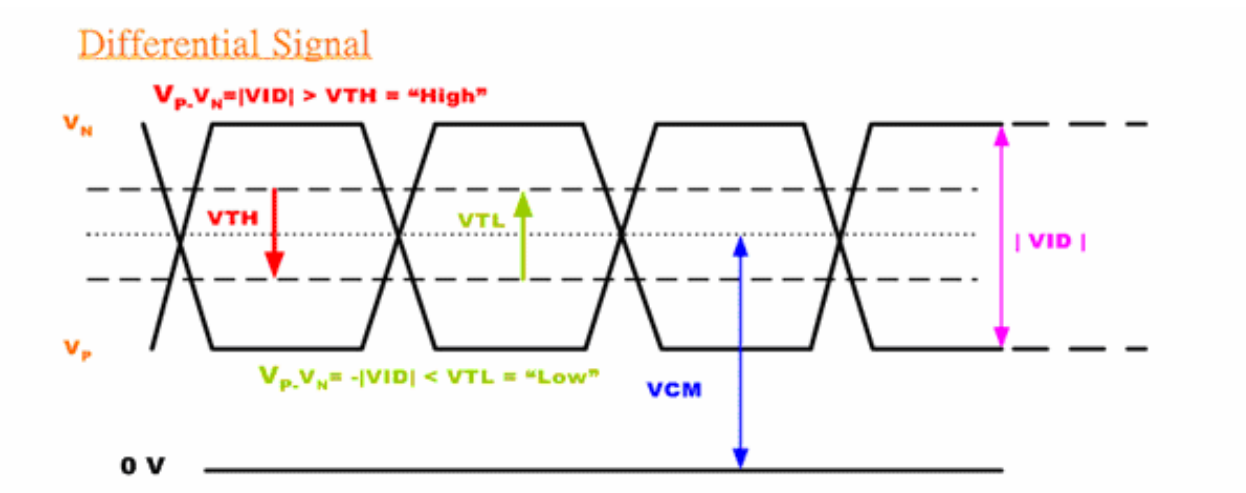 Differential Signal
VP-VN=|VID| > VTH = “High”
VN
VTH
VTL
| VID |
VP
VP-VN= -|VID| < VTL = “Low”
VCM
0 V